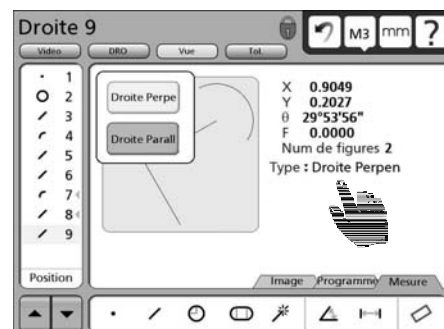 Droite 9
M3 mm ?
Video DRO Vue Tol.
1
2
3
4
5
6
7
8
9
Position
Droite Perpe
Droite Parall
X 0.9049
Y 0.2027
θ 29°53'56"
F 0.0000
Num de figures 2
Type : Droite Perpen
Image Programme Mesure